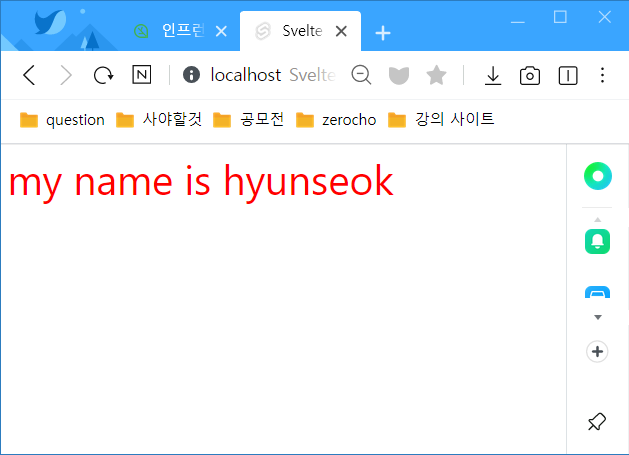 인프런
Svelte
N
localhost Svelte
question
사야할것
공모전
zerocho
강의 사이트
my name is hyunseok